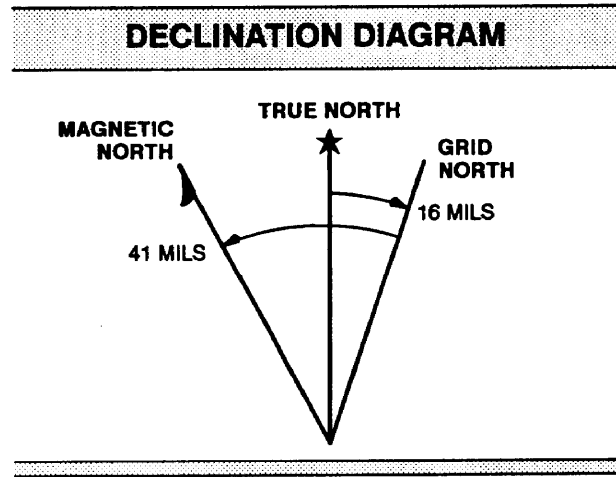 DECLINATION DIAGRAM
TRUE NORTH
MAGNETIC
NORTH
GRID
NORTH
16 MILS
41 MILS